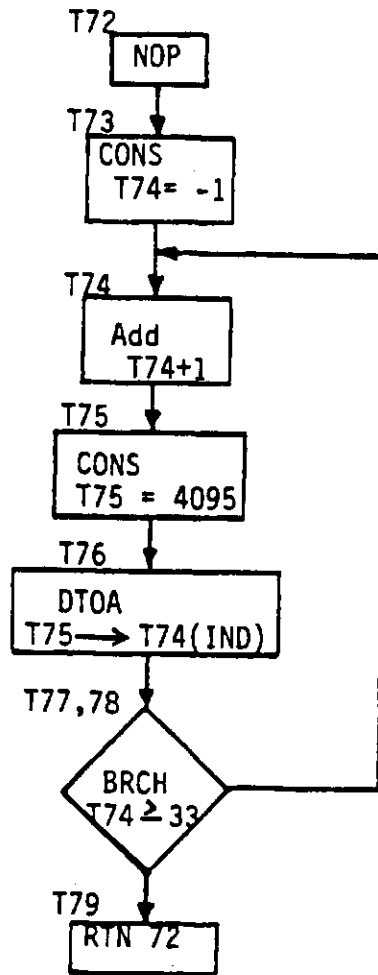 T72
NOP
T73
CONS
T74= -1
T74
Add
T74+1
T75
CONS
T75 = 4095
T76
DTOA
T75 → T74(IND)
T77,78
BRCH
T74 ≥ 33
T79
RTN 72